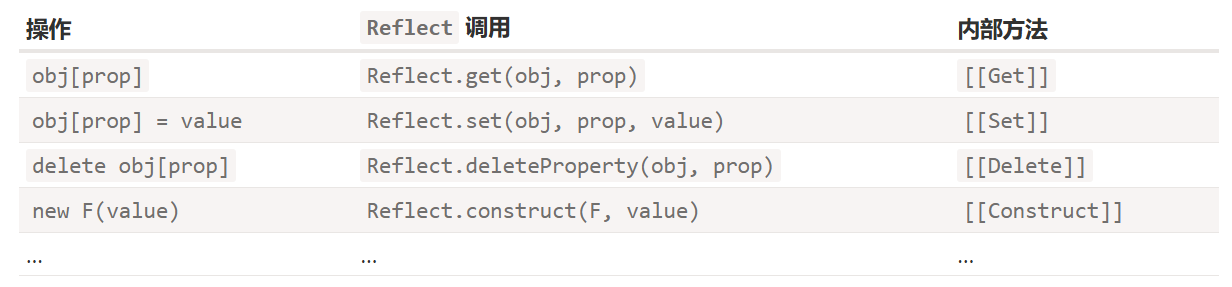 操作 Reflect 调用 内部方法
obj[prop] Reflect.get(obj, prop) [[Get]]
obj[prop] = value Reflect.set(obj, prop, value) [[Set]]
delete obj[prop] Reflect.deleteProperty(obj, prop) [[Delete]]
new F(value) Reflect.construct(F, value) [[Construct]]
... ... ...